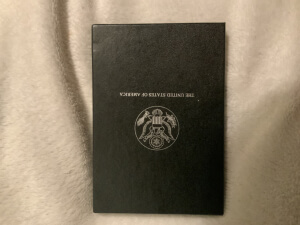 THE UNITED STATES OF AMERICA